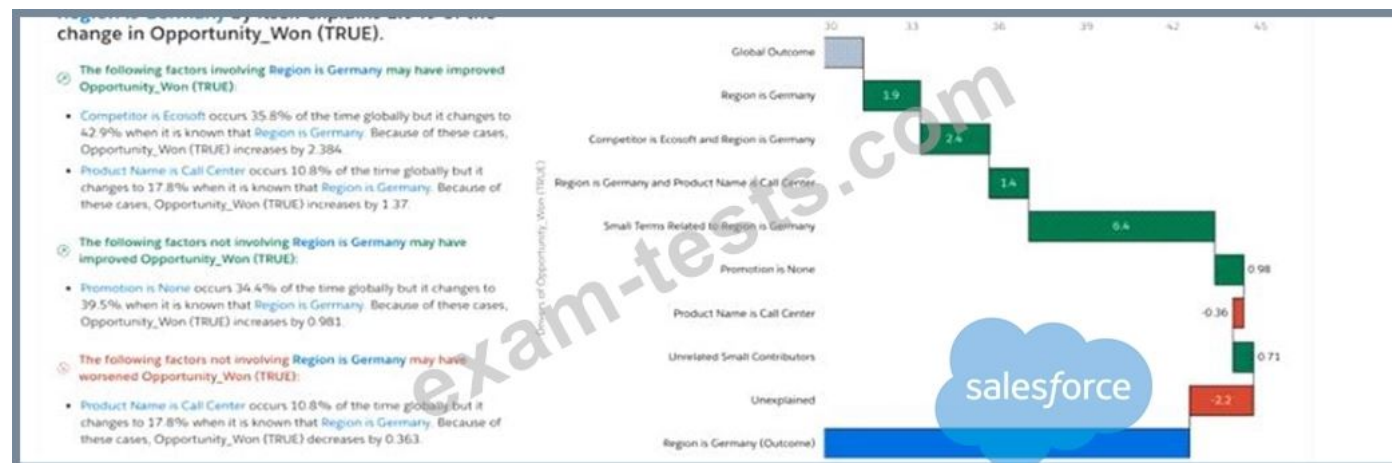 change in Opportunity_Won (TRUE).
The following factors involving Region is Germany may have improved
Opportunity_Won (TRUE):
• Competitor is Ecosoft occurs 35.8% of the time globally but it changes to
42.9% when it is known that Region is Germany. Because of these cases,
Opportunity_Won (TRUE) increases by 2.384.
• Product Name is Call Center occurs 10.8% of the time globally but it
changes to 17.8% when it is known that Region is Germany. Because of
these cases, Opportunity_Won (TRUE) increases by 1.37.
The following factors not involving Region is Germany may have
improved Opportunity_Won (TRUE):
• Promotion is None occurs 34.4% of the time globally but it changes to
39.5% when it is known that Region is Germany. Because of these cases,
Opportunity_Won (TRUE) increases by 0.981.
The following factors not involving Region is Germany may have
worsened Opportunity_Won (TRUE):
• Product Name is Call Center occurs 10.8% of the time globally but it
changes to 17.8% when it is known that Region is Germany. Because of
these cases, Opportunity_Won (TRUE) decreases by 0.363.
Drivers of Opportunity_Won (TRUE)
30 33 36 39 42 45
Global Outcome
Region is Germany 1.9
Competitor is Ecosoft and Region is Germany 2.4
Region is Germany and Product Name is Call Center 1.4
Small Terms Related to Region is Germany 6.4
Promotion is None 0.98
Product Name is Call Center -0.36
Unrelated Small Contributors 0.71
Unexplained -2.2
Region is Germany (Outcome)
salesforce
exam-tests.com